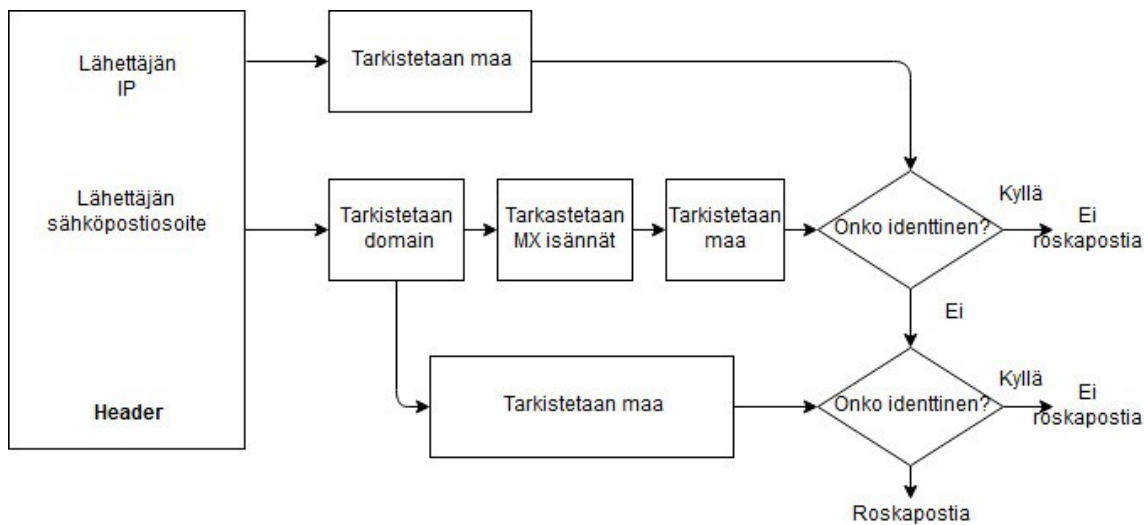 Lähettäjän
IP
Tarkistetaan maa
Lähettäjän
sähköpostiosoite
Tarkistetaan
domain
Tarkastetaan
MX isännät
Tarkistetaan
maa
Onko identtinen?
Kyllä
Ei
roskapostia
Ei
Header
Tarkistetaan maa
Onko identtinen?
Kyllä
Ei
roskapostia
Roskapostia